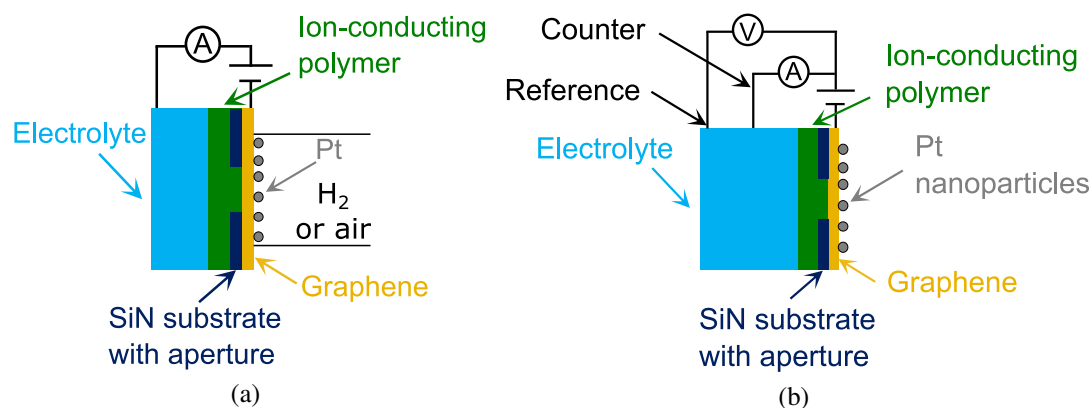 A
Ion-conducting
polymer
Electrolyte
Pt
H2
or air
Graphene
SiN substrate
with aperture
(a)
V
Counter
A
Reference
Ion-conducting
polymer
Electrolyte
Pt
nanoparticles
Graphene
SiN substrate
with aperture
(b)